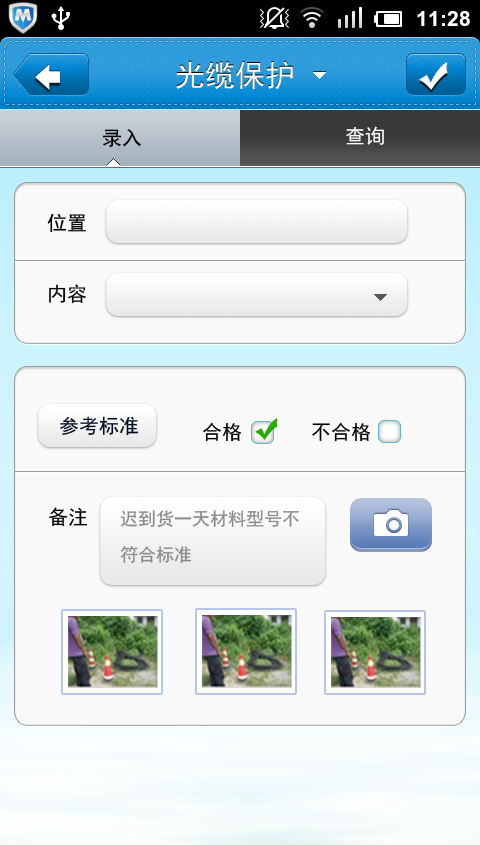 11:28
光缆保护
录入
查询
位置
内容
参考标准
合格
不合格
备注
迟到货一天材料型号不
符合标准